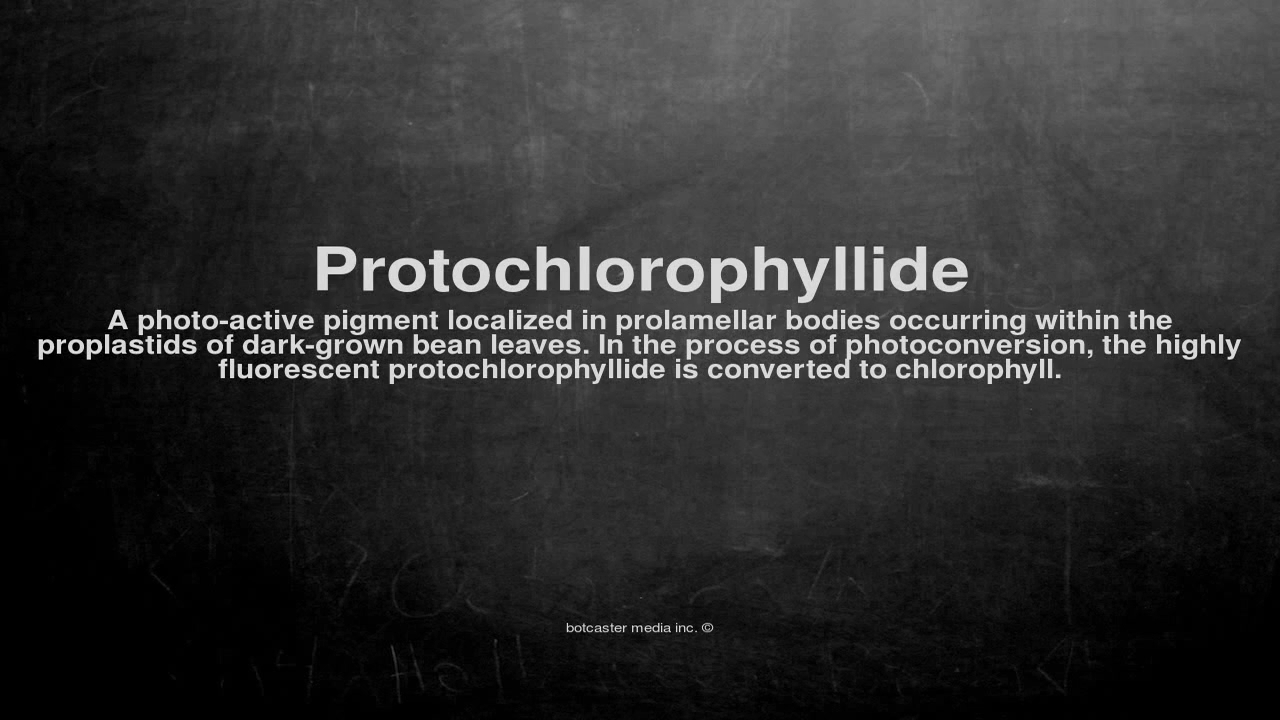 Protochlorophyllide
A photo-active pigment localized in prolamellar bodies occurring within the
proplastids of dark-grown bean leaves. In the process of photoconversion, the highly
fluorescent protochlorophyllide is converted to chlorophyll.
botcaster media inc. ©